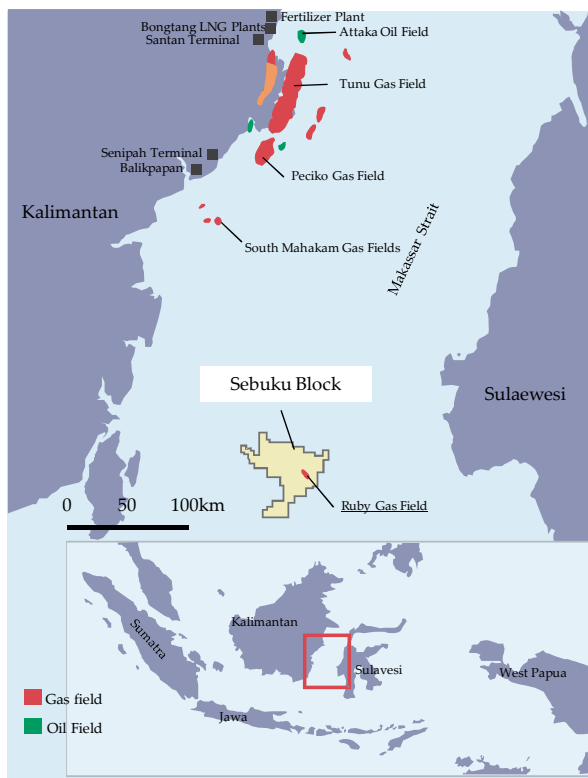 Fertilizer Plant
Bongtang LNG Plants
Attaka Oil Field
Santan Terminal
Tunu Gas Field
Senipah Terminal
Balikpapan
Peciko Gas Field
Kalimantan
South Mahakam Gas Fields
Makassar Strait
Sebuku Block
Sulaewesi
0 50 100km
Ruby Gas Field
Kalimantan
Sumatra
Sulavesi
West Papua
Jawa
Gas field
Oil Field